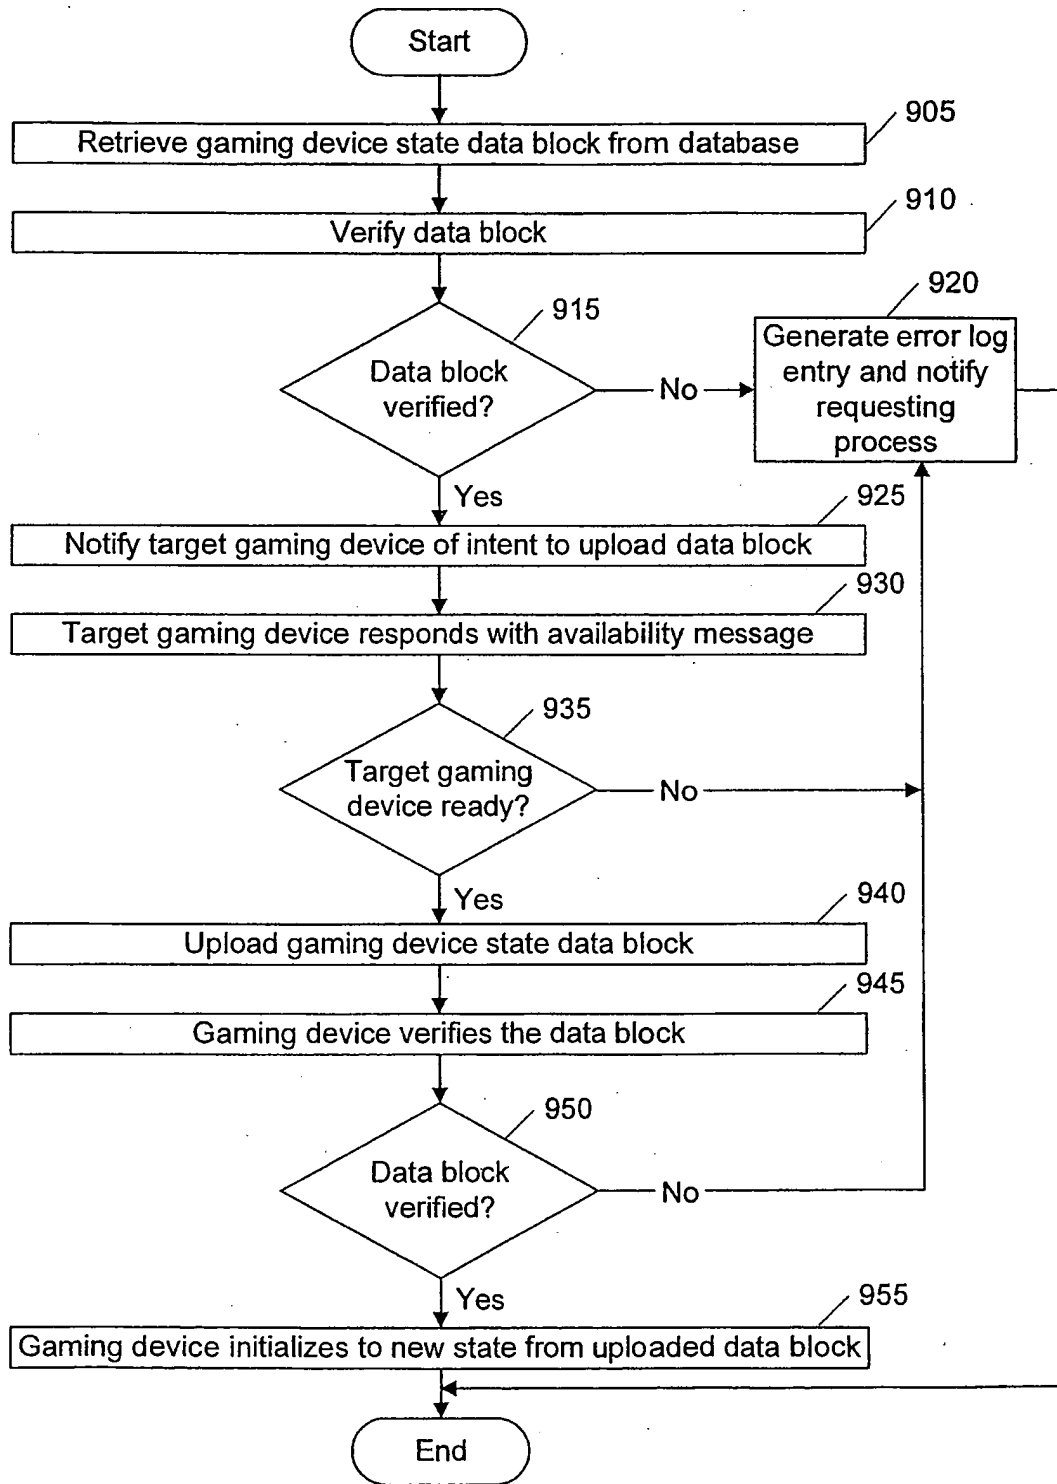 Start
905
Retrieve gaming device state data block from database
910
Verify data block
915
Data block
verified?
No
920
Generate error log
entry and notify
requesting
process
Yes
925
Notify target gaming device of intent to upload data block
930
Target gaming device responds with availability message
935
Target gaming
device ready?
No
Yes
940
Upload gaming device state data block
945
Gaming device verifies the data block
950
Data block
verified?
No
Yes
955
Gaming device initializes to new state from uploaded data block
End